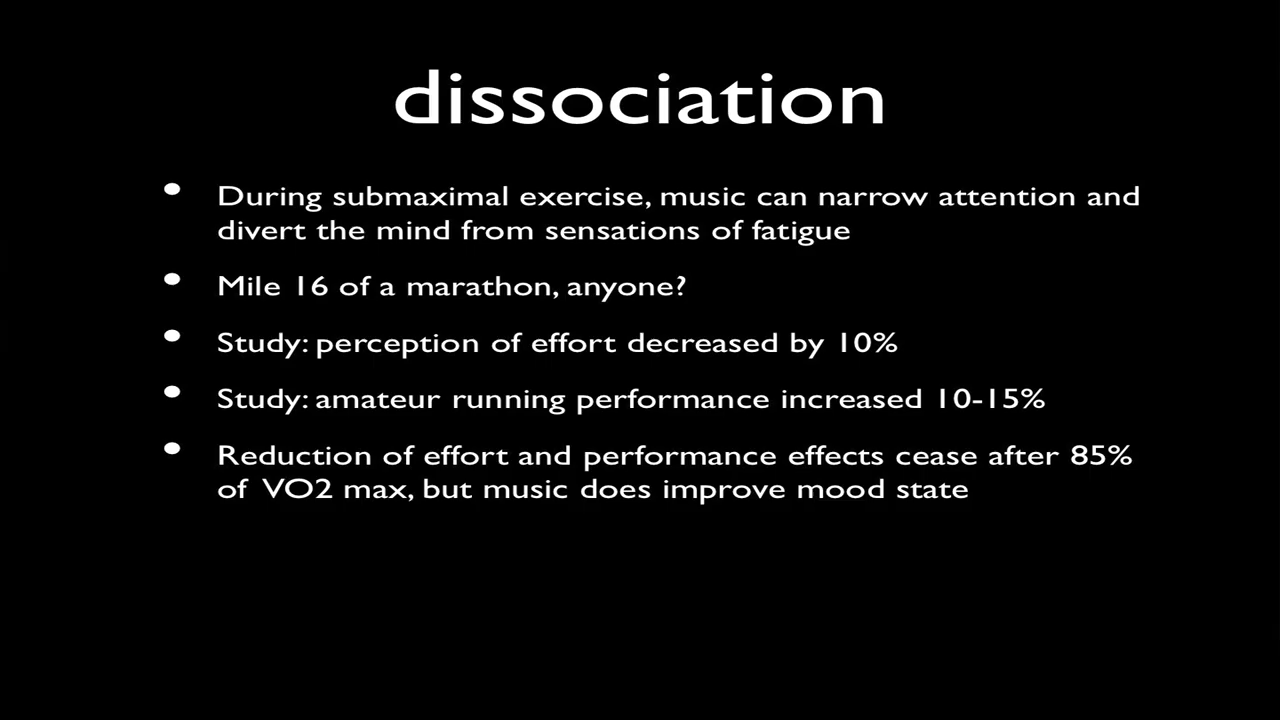 dissociation
• During submaximal exercise, music can narrow attention and
divert the mind from sensations of fatigue
• Mile 16 of a marathon, anyone?
• Study: perception of effort decreased by 10%
• Study: amateur running performance increased 10-15%
• Reduction of effort and performance effects cease after 85%
of VO2 max, but music does improve mood state